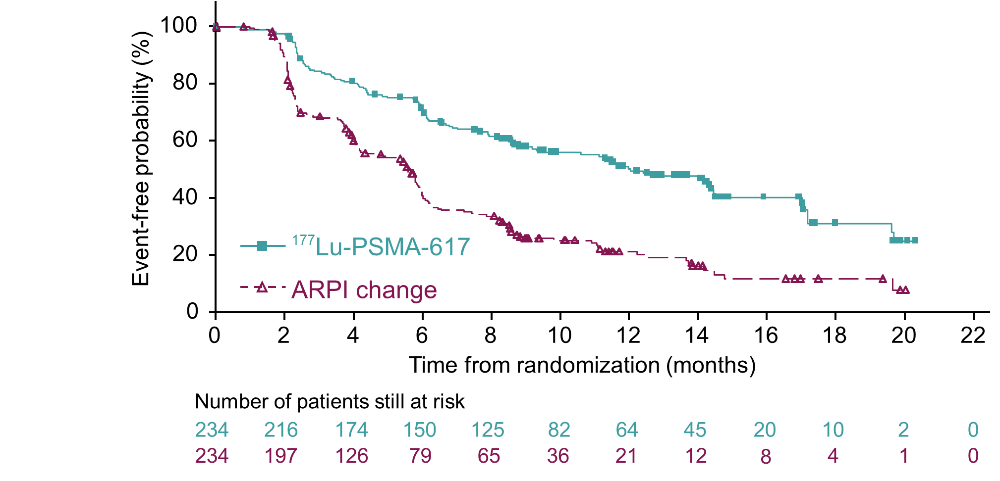 Event-free probability (%)
100
80
60
40
20
0
¹⁷⁷Lu-PSMA-617
ARPI change
0 2 4 6 8 10 12 14 16 18 20 22
Time from randomization (months)
Number of patients still at risk
234 216 174 150 125 82 64 45 20 10 2 0
234 197 126 79 65 36 21 12 8 4 1 0